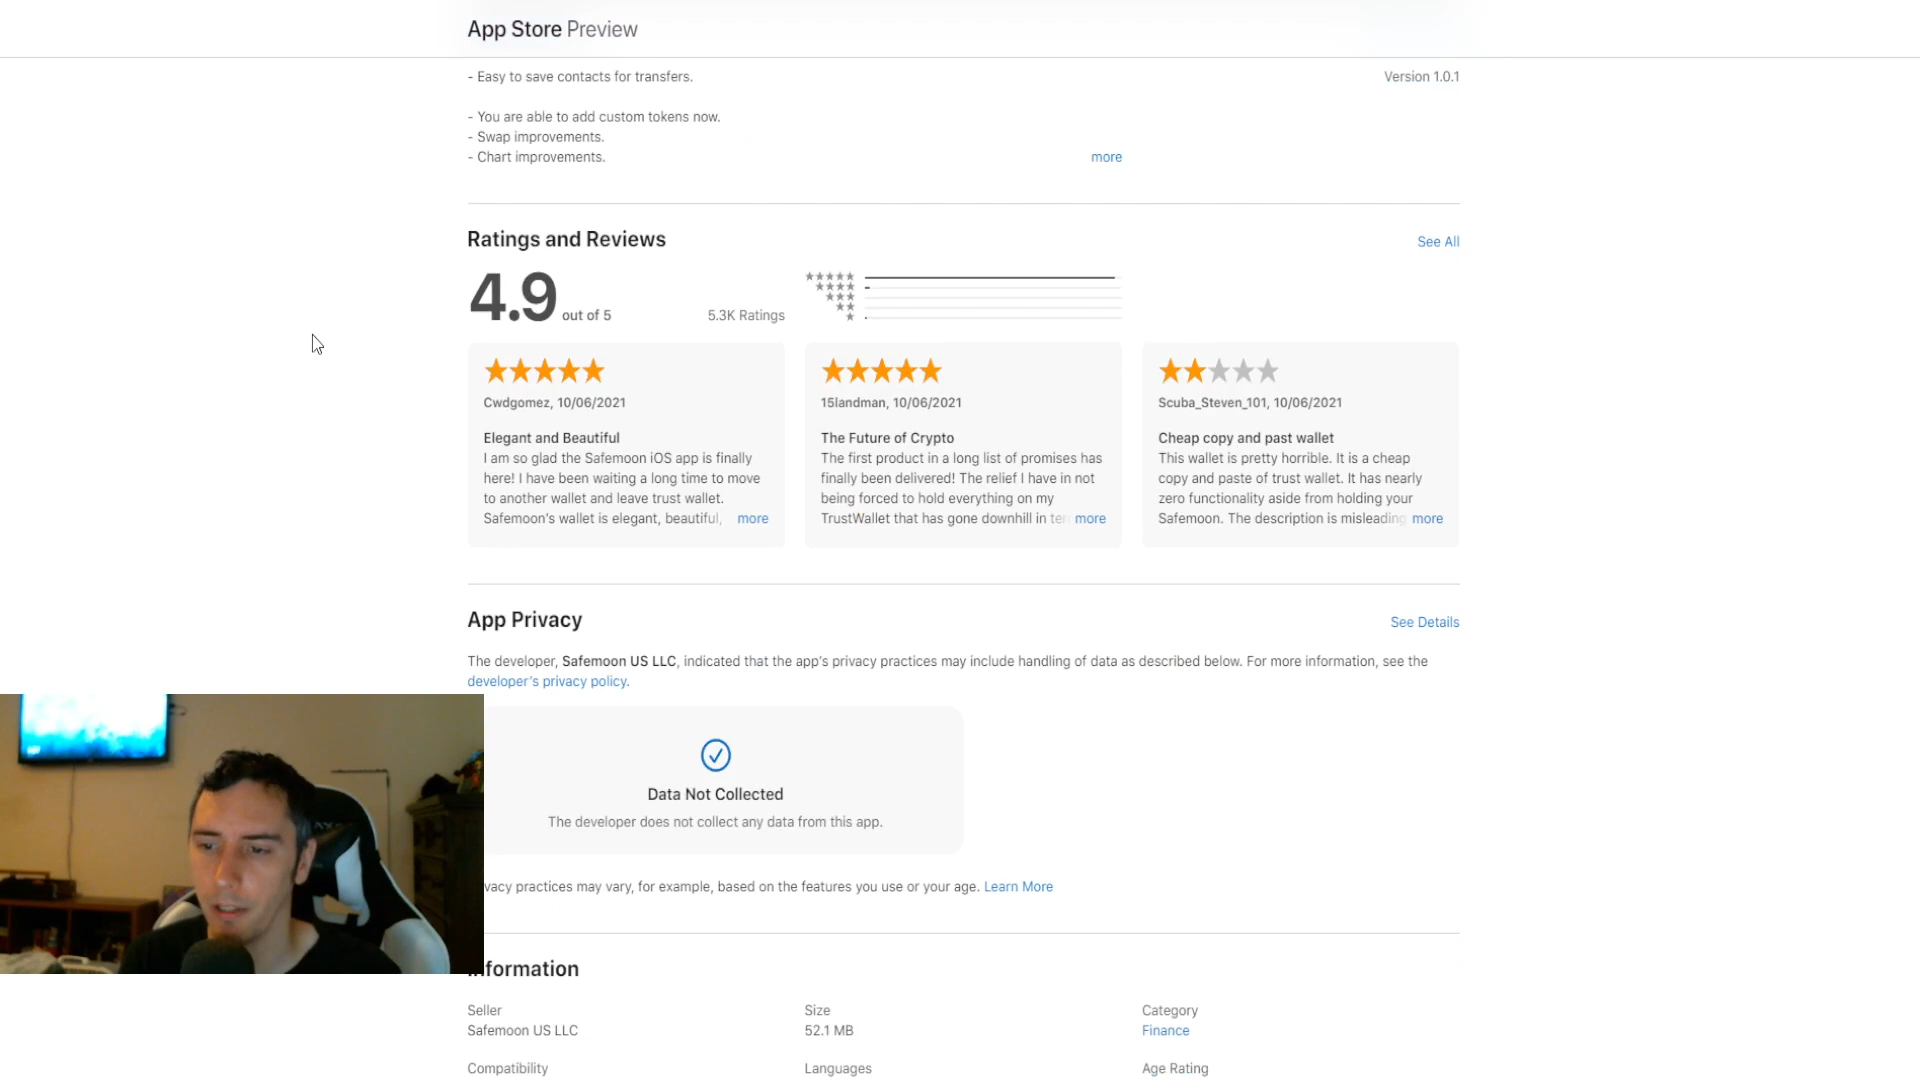 App Store Preview
- Easy to save contacts for transfers.
Version 1.0.1
- You are able to add custom tokens now.
- Swap improvements.
- Chart improvements.
more
Ratings and Reviews
See All
4.9 out of 5
5.3K Ratings
Cwdgomez, 10/06/2021
Elegant and Beautiful
I am so glad the Safemoon iOS app is finally
here! I have been waiting a long time to move
to another wallet and leave trust wallet.
Safemoon's wallet is elegant, beautiful, more
15landman, 10/06/2021
The Future of Crypto
The first product in a long list of promises has
finally been delivered! The relief I have in not
being forced to hold everything on my
TrustWallet that has gone downhill in more
Scuba_Steven_101, 10/06/2021
Cheap copy and past wallet
This wallet is pretty horrible. It is a cheap
copy and paste of trust wallet. It has nearly
zero functionality aside from holding your
Safemoon. The description is misleading more
App Privacy
See Details
The developer, Safemoon US LLC, indicated that the app's privacy practices may include handling of data as described below. For more information, see the
developer's privacy policy.
Data Not Collected
The developer does not collect any data from this app.
vacy practices may vary, for example, based on the features you use or your age. Learn More
nformation
Seller
Safemoon US LLC
Size
52.1 MB
Category
Finance
Compatibility
Languages
Age Rating